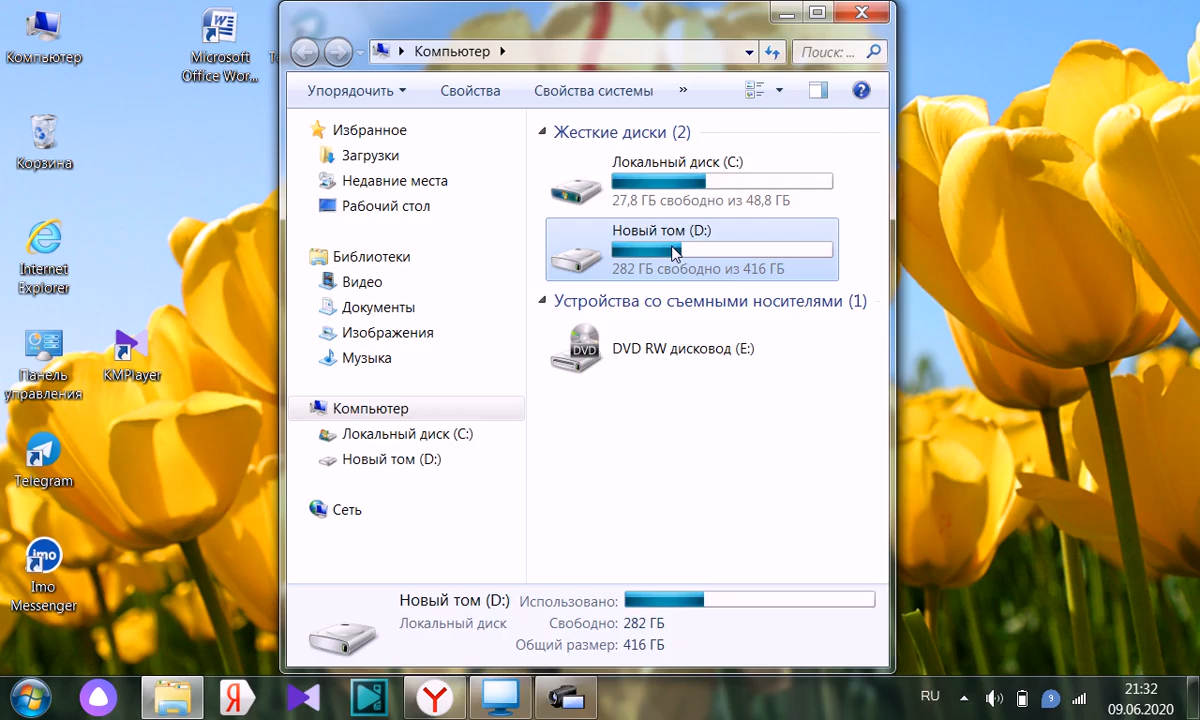 Компьютер
Microsoft
Office Wor...
Корзина
Internet
Explorer
Панель
управления
KMPlayer
Telegram
imo
Imo
Messenger
Компьютер
Поиск: ...
Упорядочить
Свойства
Свойства системы
»
Избранное
Загрузки
Недавние места
Рабочий стол
Библиотеки
Видео
Документы
Изображения
Музыка
Компьютер
Локальный диск (C:)
Новый том (D:)
Сеть
Жесткие диски (2)
Локальный диск (C:)
27,8 ГБ свободно из 48,8 ГБ
Новый том (D:)
282 ГБ свободно из 416 ГБ
Устройства со съемными носителями (1)
DVD
DVD RW дисковод (E:)
Новый том (D:) Использовано:
Локальный диск Свободно: 282 ГБ
Общий размер: 416 ГБ
Я
Y
RU
9
21:32
09.06.2020